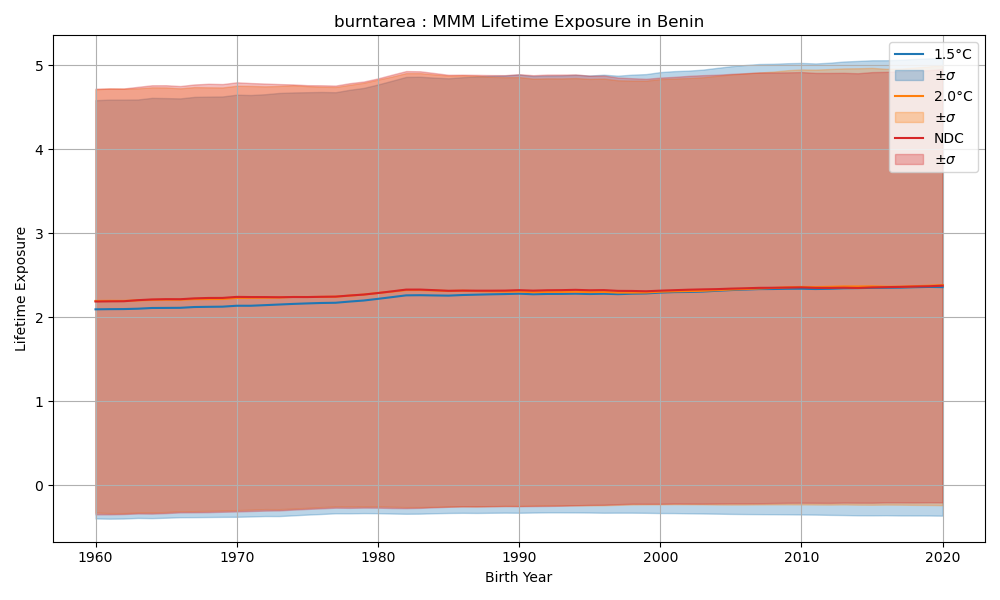 burntarea : MMM Lifetime Exposure in Benin
Lifetime Exposure
5
4
3
2
1
0
1960 1970 1980 1990 2000 2010 2020
Birth Year
1.5°C
±σ
2.0°C
±σ
NDC
±σ